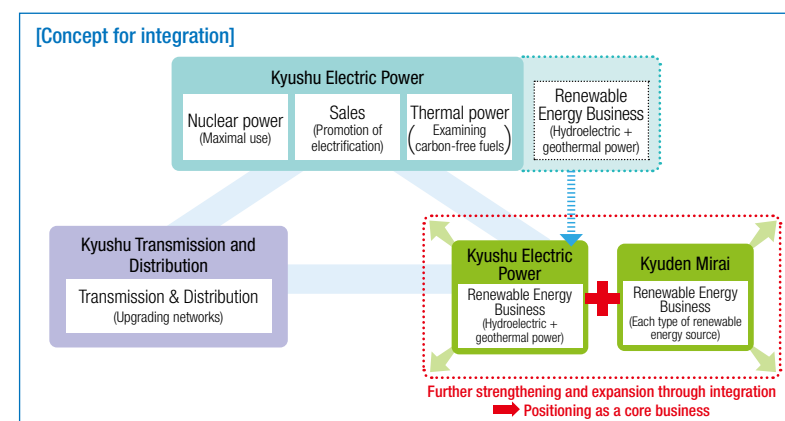 [Concept for integration]
Kyushu Electric Power
Nuclear power
(Maximal use)
Sales
(Promotion of
electrification)
Thermal power
(Examining
carbon-free fuels)
Renewable
Energy Business
(Hydroelectric +
geothermal power)
Kyushu Transmission and
Distribution
Transmission & Distribution
(Upgrading networks)
Kyushu Electric
Power
Renewable Energy
Business
(Hydroelectric +
geothermal power)
Kyuden Mirai
Renewable Energy
Business
(Each type of renewable
energy source)
Further strengthening and expansion through integration
Positioning as a core business